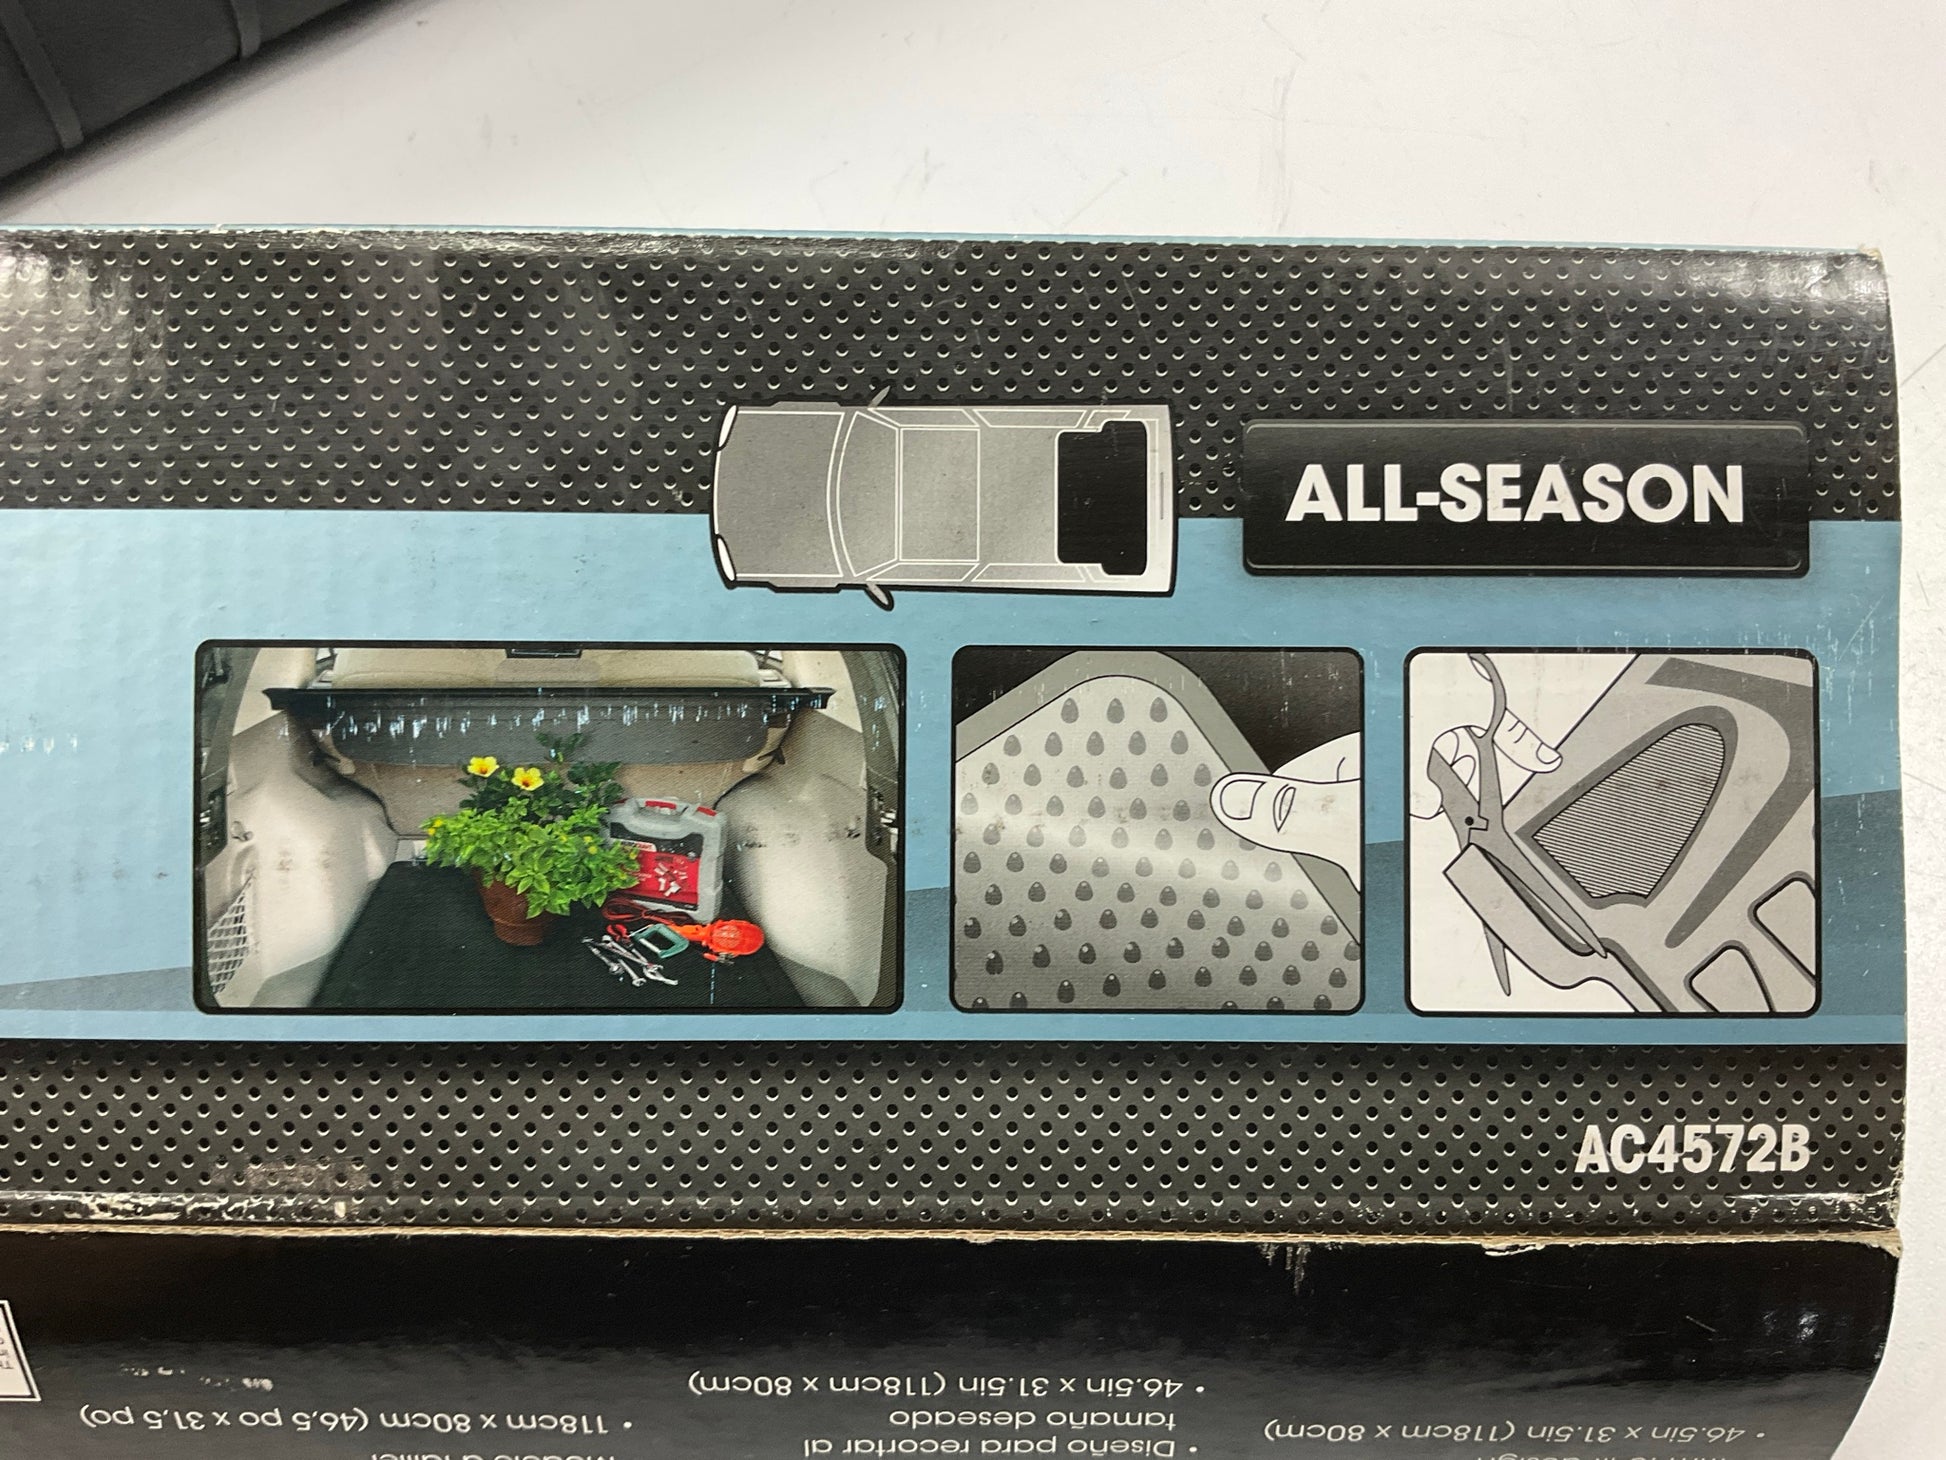 ALL-SEASON
AC4572B
• 46.5in x 31.5in (118cm x 80cm)
• Diseño para recortar al
tamaño deseado
• 46.5in x 31.5in (118cm x 80cm)
• 118cm x 80cm (46,5 po x 31,5 po)